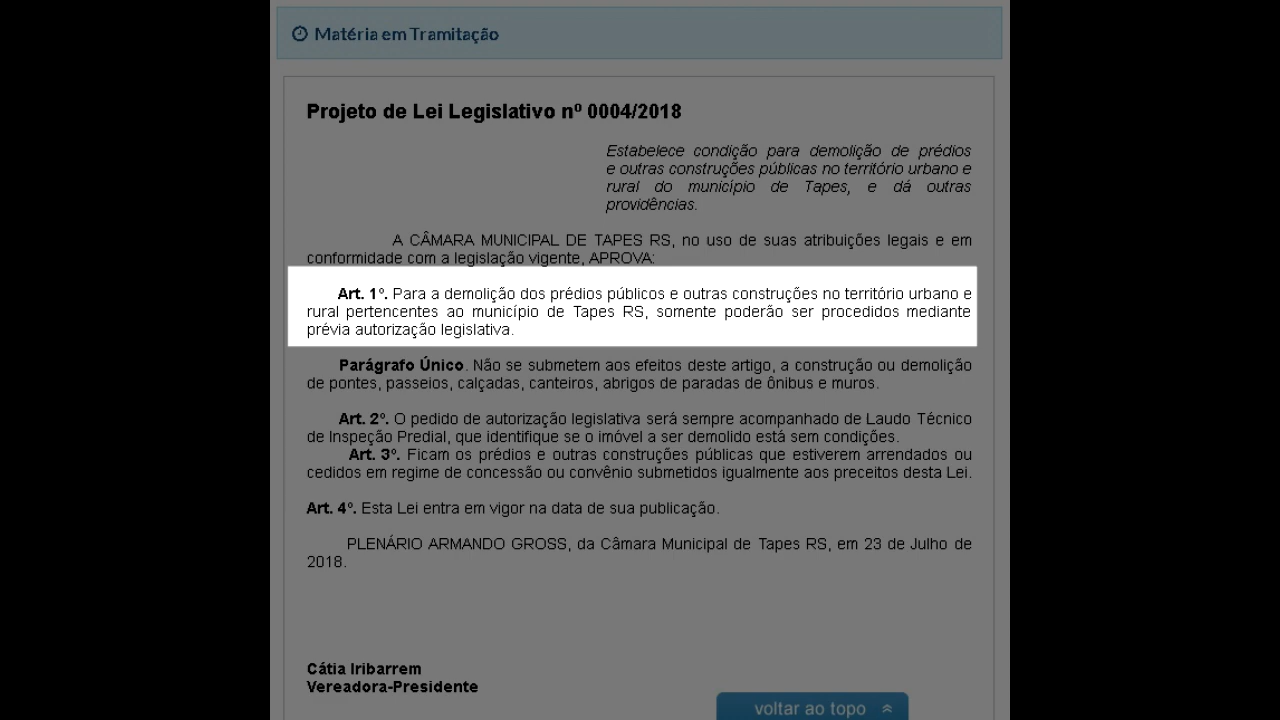 Matéria em Tramitação
Projeto de Lei Legislativo nº 0004/2018
Estabelece condição para demolição de prédios
e outras construções públicas no território urbano e
rural do município de Tapes, e dá outras
providências.
A CÂMARA MUNICIPAL DE TAPES RS, no uso de suas atribuições legais e em
conformidade com a legislação vigente, APROVA:
Art. 1º. Para a demolição dos prédios públicos e outras construções no território urbano e
rural pertencentes ao município de Tapes RS, somente poderão ser procedidos mediante
prévia autorização legislativa.
Parágrafo Único. Não se submetem aos efeitos deste artigo, a construção ou demolição
de pontes, passeios, calçadas, canteiros, abrigos de paradas de ônibus e muros.
Art. 2º. O pedido de autorização legislativa será sempre acompanhado de Laudo Técnico
de Inspeção Predial, que identifique se o imóvel a ser demolido está sem condições.
Art. 3º. Ficam os prédios e outras construções públicas que estiverem arrendados ou
cedidos em regime de concessão ou convênio submetidos igualmente aos preceitos desta Lei.
Art. 4º. Esta Lei entra em vigor na data de sua publicação.
PLENÁRIO ARMANDO GROSS, da Câmara Municipal de Tapes RS, em 23 de Julho de
2018.
Cátia Iribarrem
Vereadora-Presidente
voltar ao topo